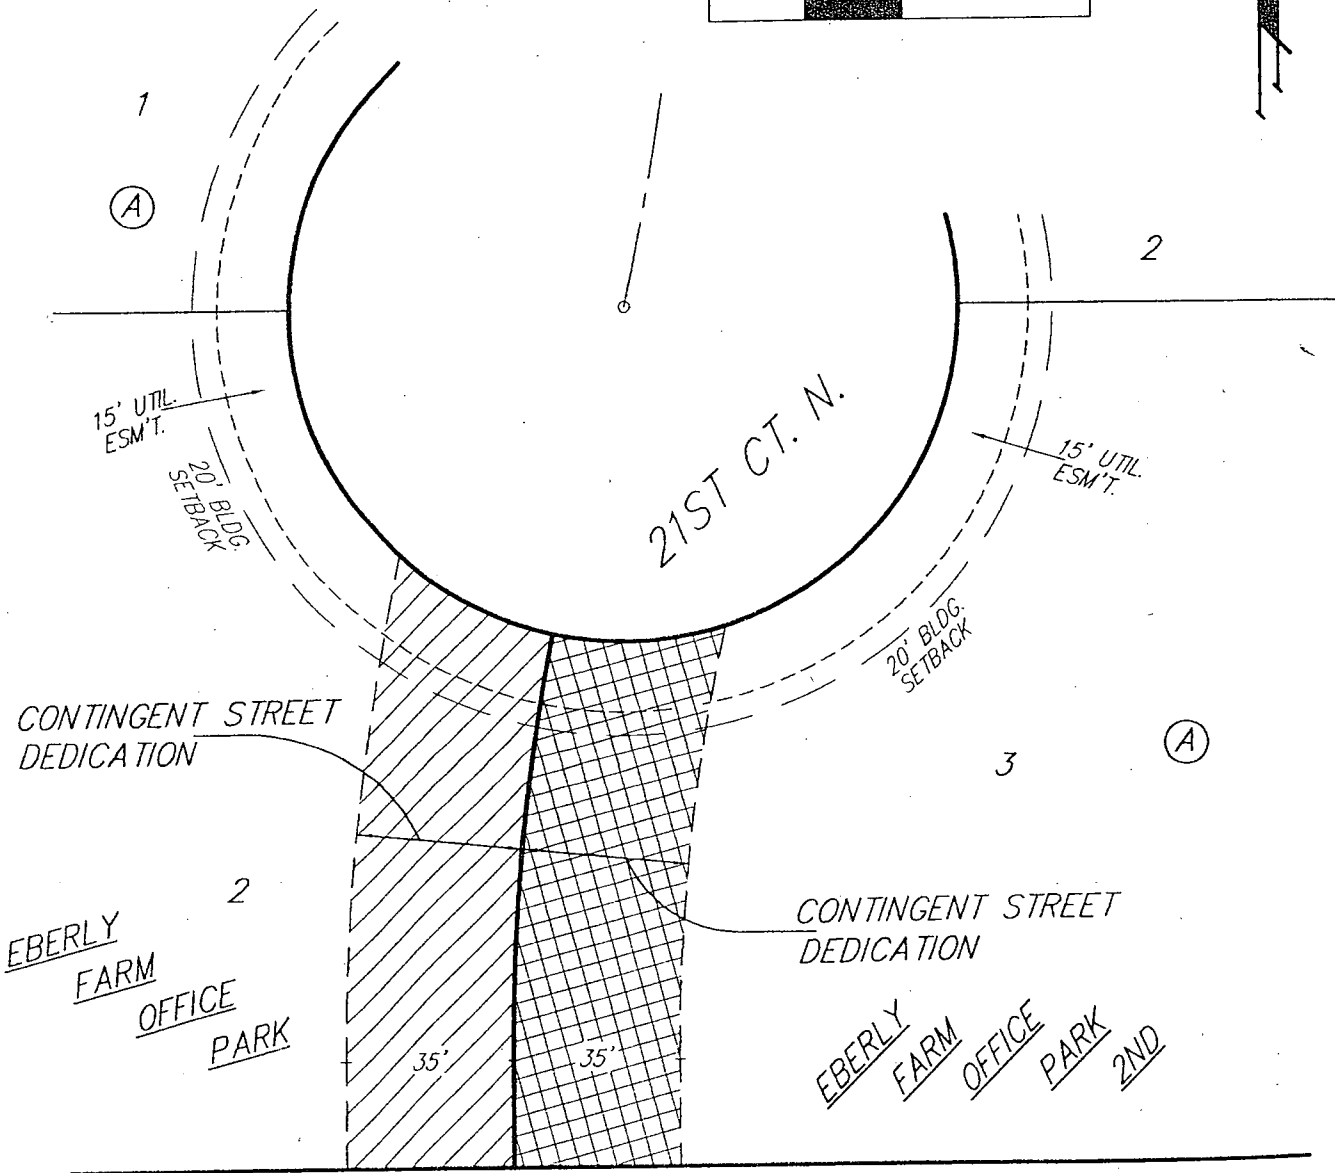 1
A
2
15' UTIL.
ESM'T.
20' BLDG.
SETBACK
21ST CT. N.
15' UTIL.
ESM'T.
20' BLDG.
SETBACK
CONTINGENT STREET
DEDICATION
3
A
2
CONTINGENT STREET
DEDICATION
EBERLY
FARM
OFFICE
PARK
35'
35'
EBERLY
FARM
OFFICE
PARK
2ND